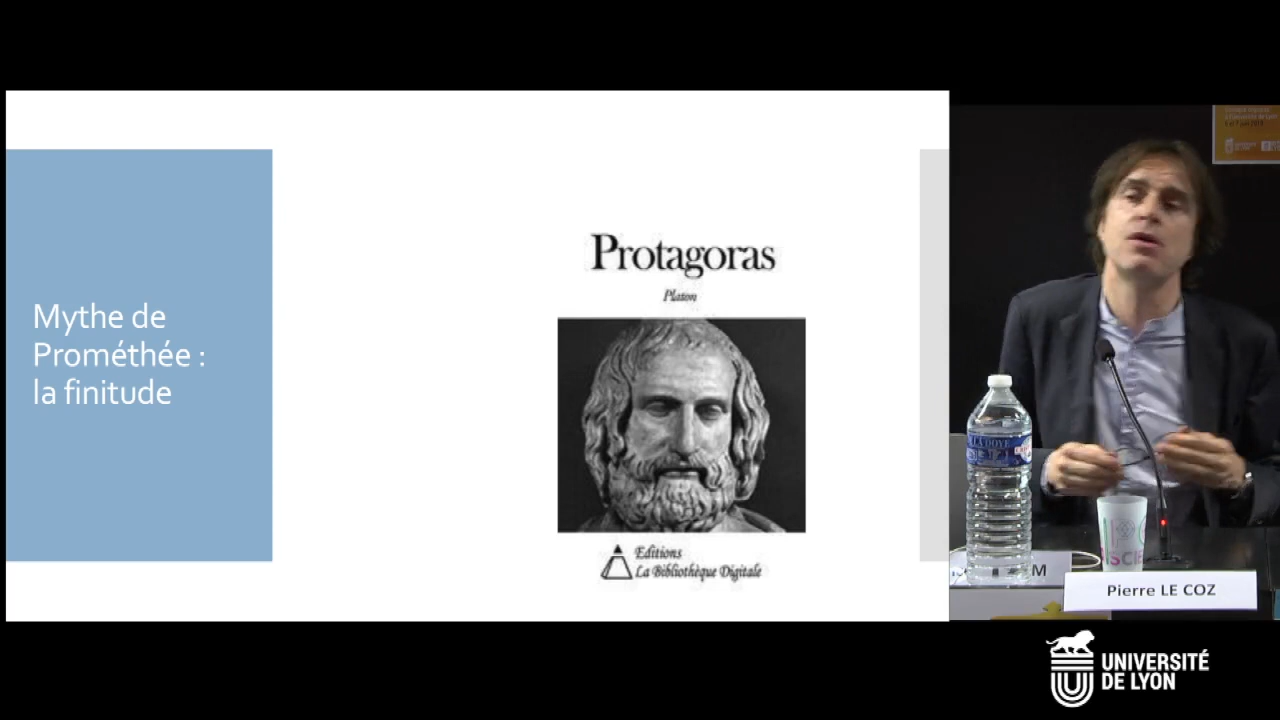 Mythe de
Prométhée :
la finitude
Protagoras
Platon
Editions
La Bibliothèque Digitale
Pierre LE COZ
UNIVERSITÉ
DE LYON